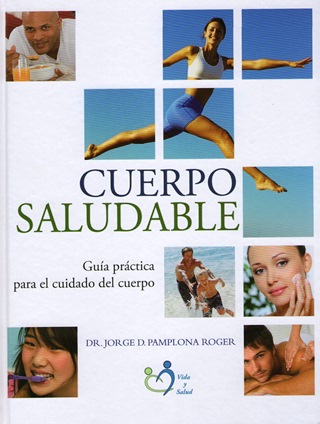 CUERPO
SALUDABLE
Guía práctica
para el cuidado del cuerpo
DR. JORGE D. PAMPLONA ROGER
Vida
y
Salud